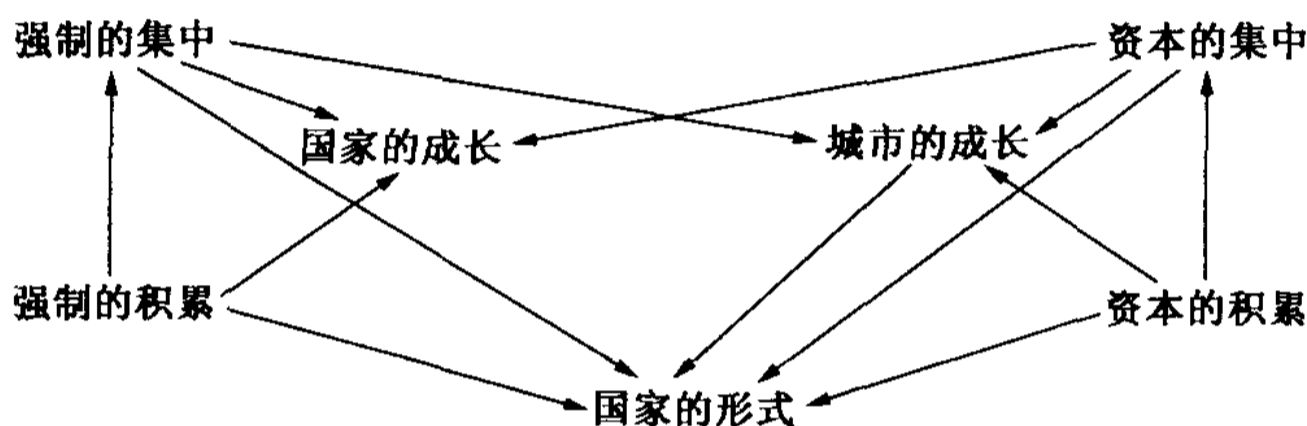 强制的集中
资本的集中
国家的成长
城市的成长
强制的积累
资本的积累
国家的形式